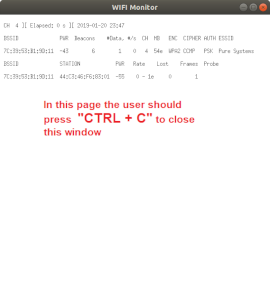 WIFI Monitor
CH 4 ][ Elapsed: 0 s ][ 2019-01-20 23:47
BSSID PWR Beacons #Data, #/s CH MB ENC CIPHER AUTH ESSID
7C:39:53:B1:9D:11 -43 6 1 0 4 54e WPA2 CCMP PSK Pure Systems
BSSID STATION PWR Rate Lost Frames Probe
7C:39:53:B1:9D:11 44:C3:46:F6:83:01 -55 0 - 1e 0 1
In this page the user should
press "CTRL + C" to close
this window